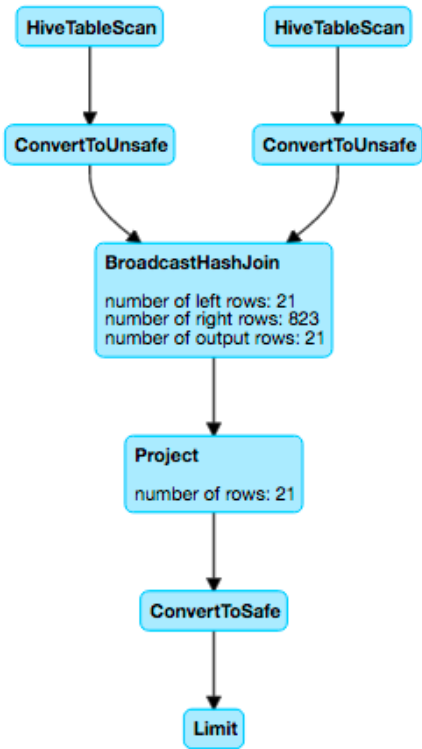 HiveTableScan
HiveTableScan
ConvertToUnsafe
ConvertToUnsafe
BroadcastHashJoin
number of left rows: 21
number of right rows: 823
number of output rows: 21
Project
number of rows: 21
ConvertToSafe
Limit